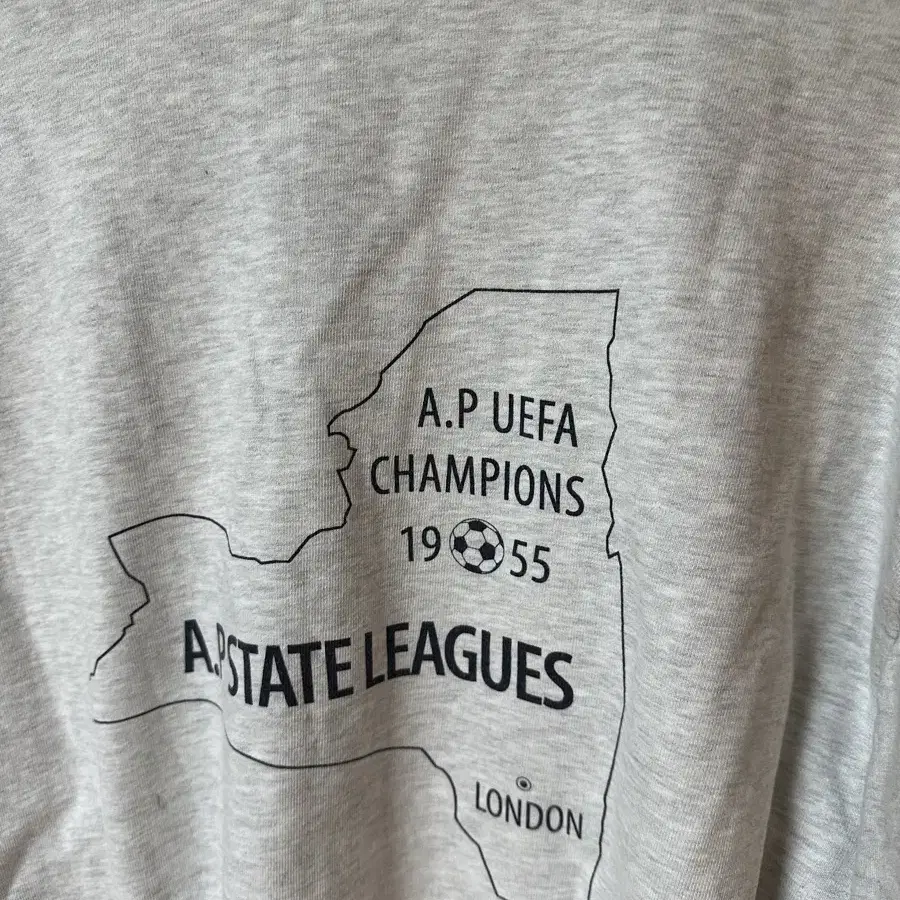 A.P UEFA
CHAMPIONS
19 55
A.P STATE LEAGUES
LONDON